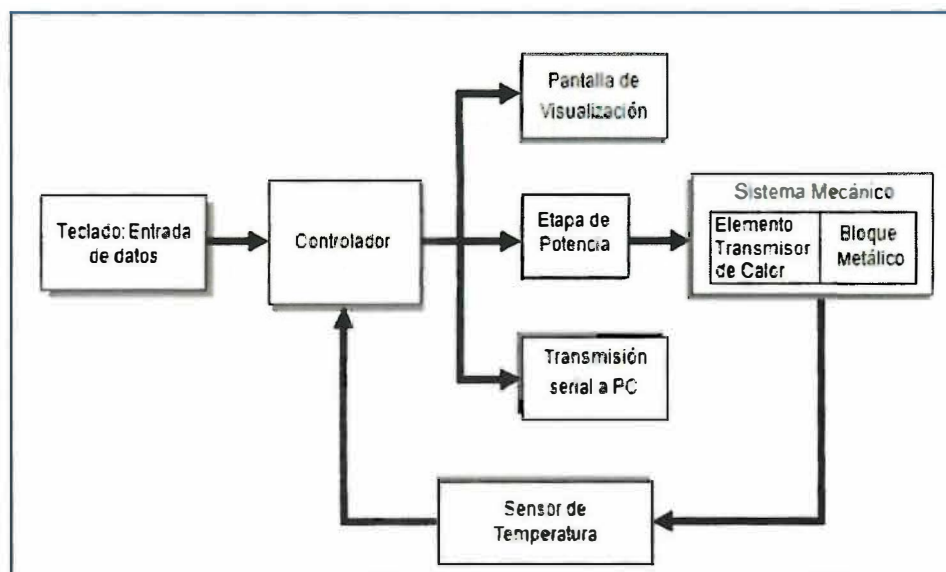 Pantalla de
Visualización
Teclado: Entrada
de datos
Controlador
Etapa de
Potencia
Sistema Mecánico
Elemento
Transmisor
de Calor
Bloque
Metálico
Transmisión
serial a PC
Sensor de
Temperatura